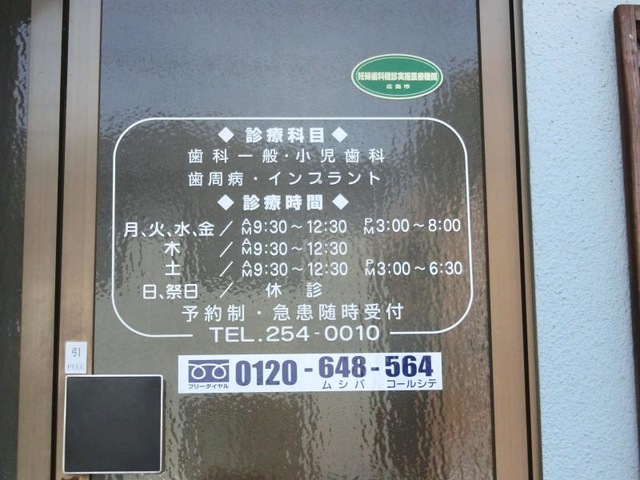 妊婦歯科健診実施医療機関
広島市
◆ 診療科目 ◆
歯科一般・小児歯科
歯周病・インプラント
◆ 診療時間 ◆
月、火、水、金／AM9:30～12:30 PM3:00～8:00
木／AM9:30～12:30
土／AM9:30～12:30 PM3:00～6:30
日、祭日／休診
予約制・急患随時受付
TEL.254-0010
フリーダイヤル 0120-648-564
ムシバ コールシテ
引
PULL